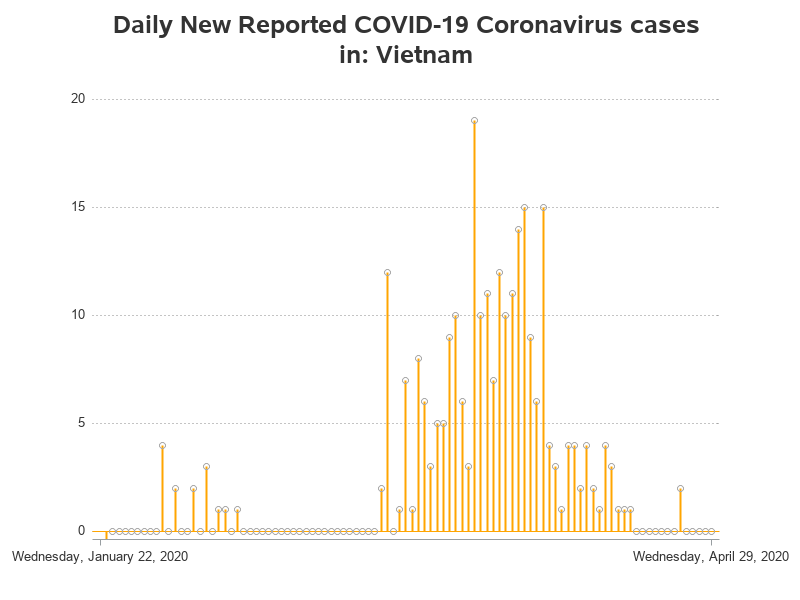 Daily New Reported COVID-19 Coronavirus cases
in: Vietnam
20
15
10
5
0
Wednesday, January 22, 2020
Wednesday, April 29, 2020